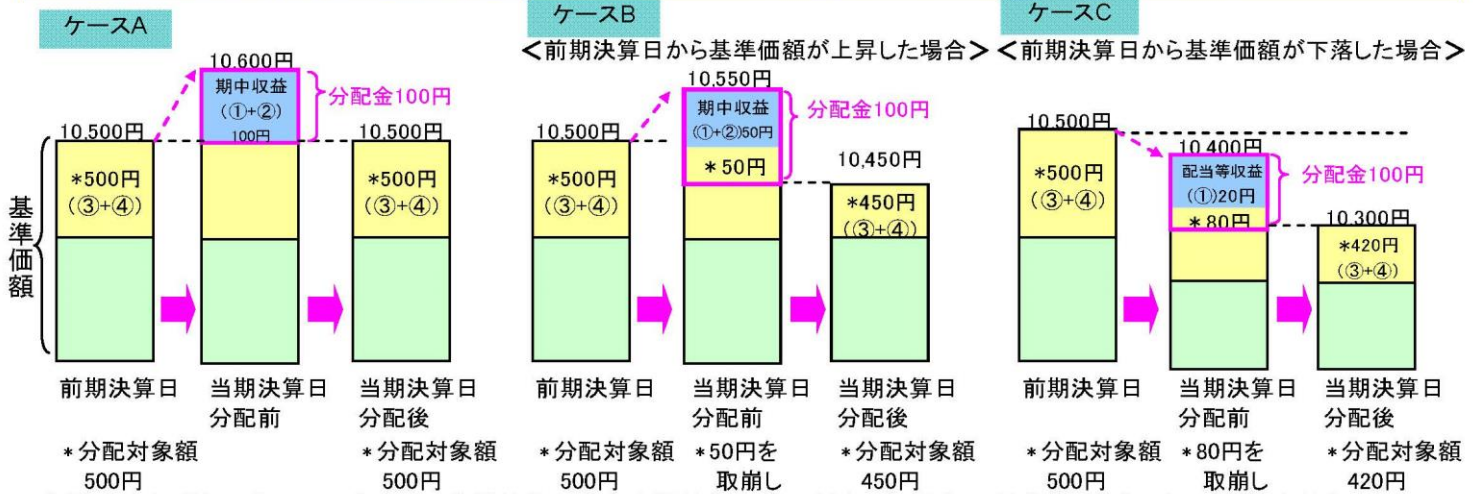 ケースA
10,600円
期中収益
(①+②)
100円
分配金100円
10,500円
10,500円
*500円
(③+④)
*500円
(③+④)
基準価額
前期決算日
当期決算日
分配前
当期決算日
分配後
*分配対象額
500円
*分配対象額
500円
ケースB
<前期決算日から基準価額が上昇した場合>
10,550円
期中収益
(①+②)50円
*50円
分配金100円
10,500円
10,450円
*500円
(③+④)
*450円
(③+④)
前期決算日
当期決算日
分配前
当期決算日
分配後
*分配対象額
500円
*50円を
取崩し
*分配対象額
450円
ケースC
<前期決算日から基準価額が下落した場合>
10,500円
10,400円
配当等収益
(①)20円
*80円
分配金100円
*500円
(③+④)
10,300円
*420円
(③+④)
前期決算日
当期決算日
分配前
当期決算日
分配後
*分配対象額
500円
*80円を
取崩し
*分配対象額
420円